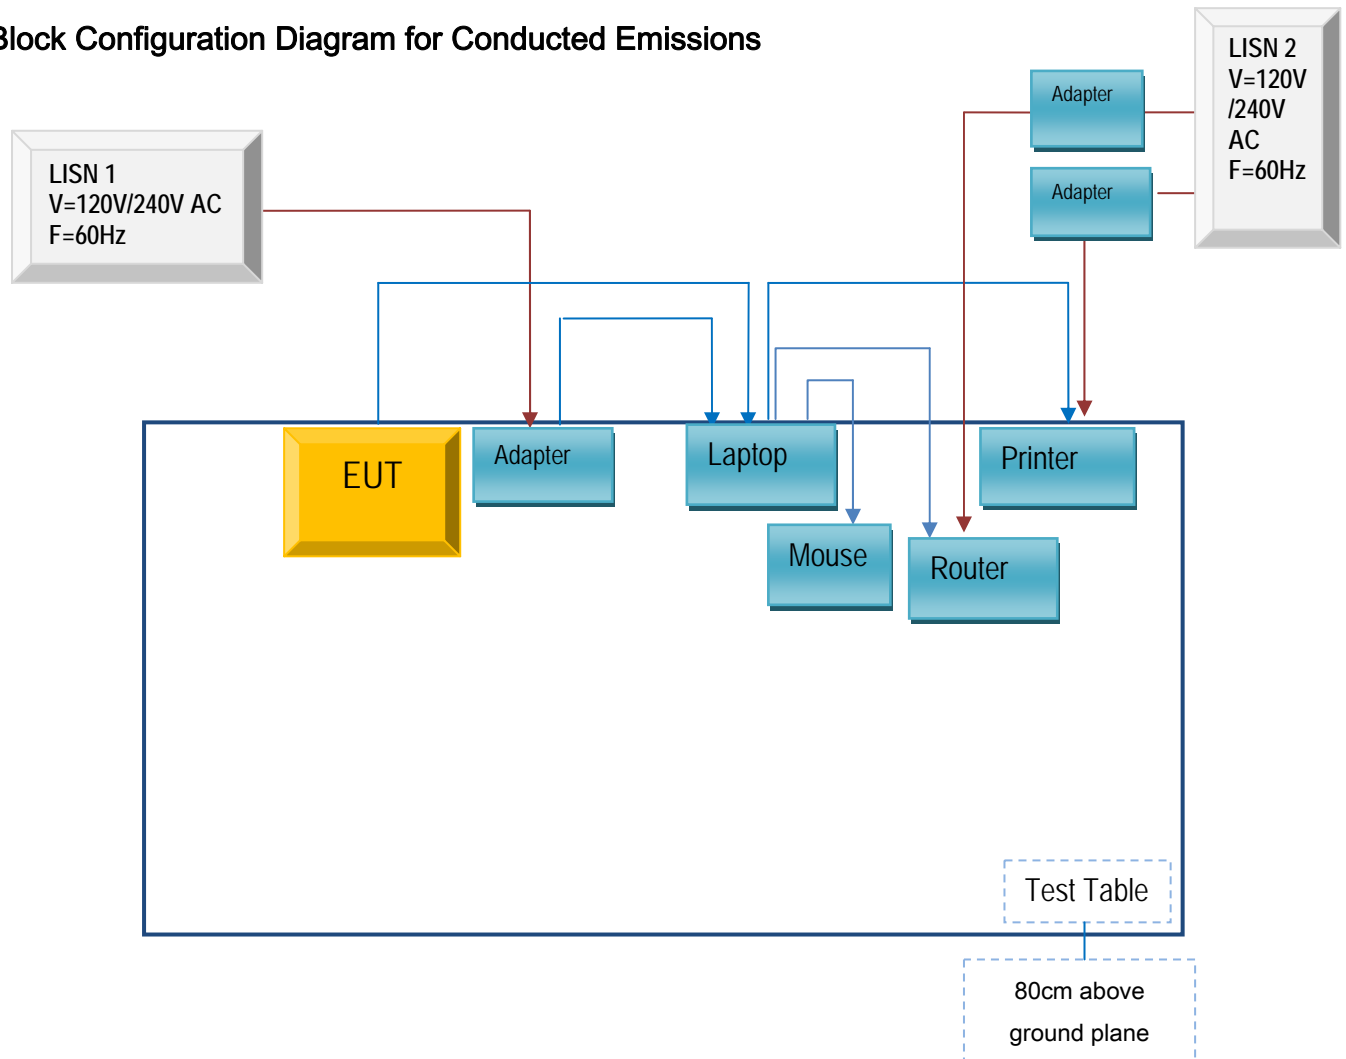 Block Configuration Diagram for Conducted Emissions
LISN 1
V=120V/240V AC
F=60Hz
Adapter
Adapter
LISN 2
V=120V
/240V
AC
F=60Hz
EUT
Adapter
Laptop
Printer
Mouse
Router
Test Table
80cm above
ground plane